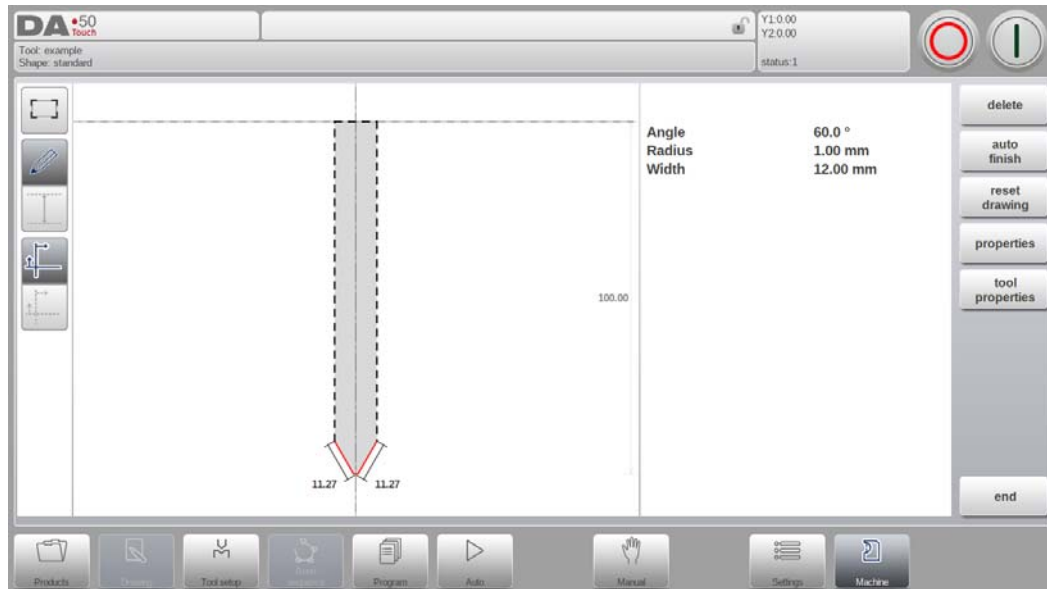 DA 50
Touch
Y1:0.00
Y2:0.00
status:1
Tool: example
Shape: standard
delete
auto
finish
reset
drawing
properties
tool
properties
end
Angle 60.0 °
Radius 1.00 mm
Width 12.00 mm
100.00
11.27 11.27
Products
Drawing
Tool setup
Bend
sequence
Program
Auto
Manual
Settings
Machine